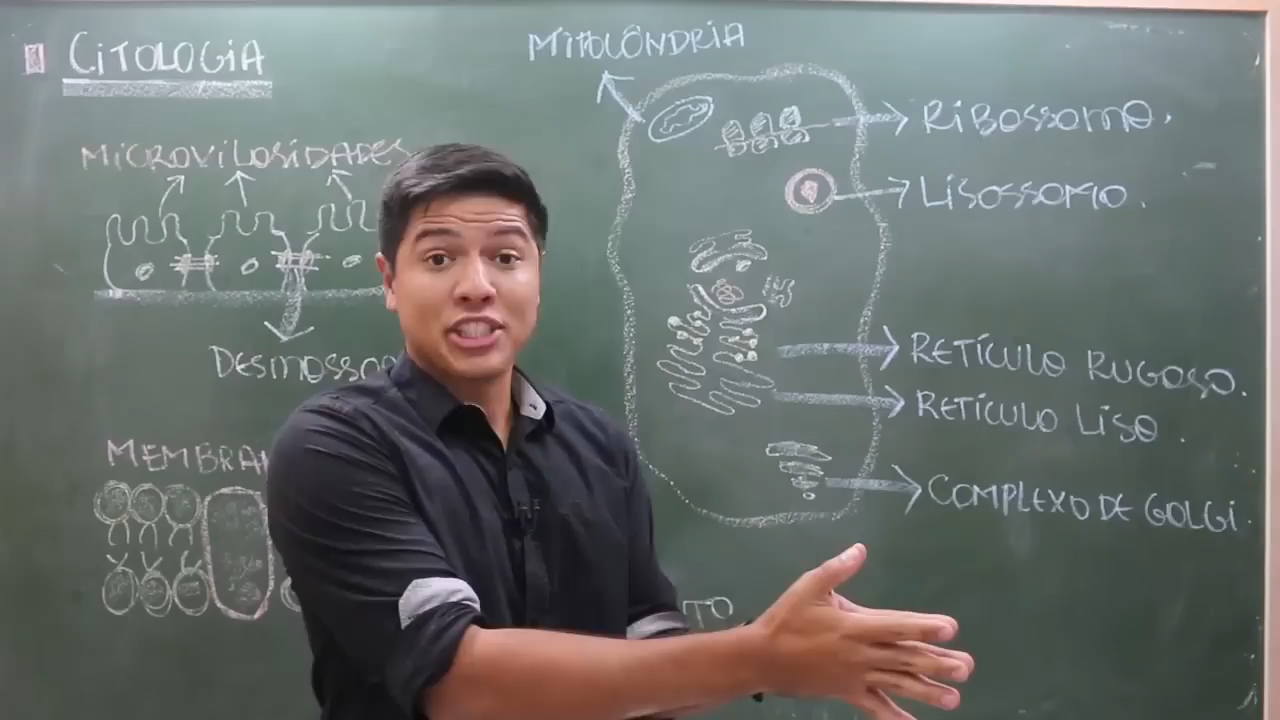 CITOLOGIA
MICROVILOSIDADES
MITOCÔNDRIA
RIBOSSOMO.
LISOSSOMO.
RETÍCULO RUGOSO.
RETÍCULO LISO.
COMPLEXO DE GOLGI.